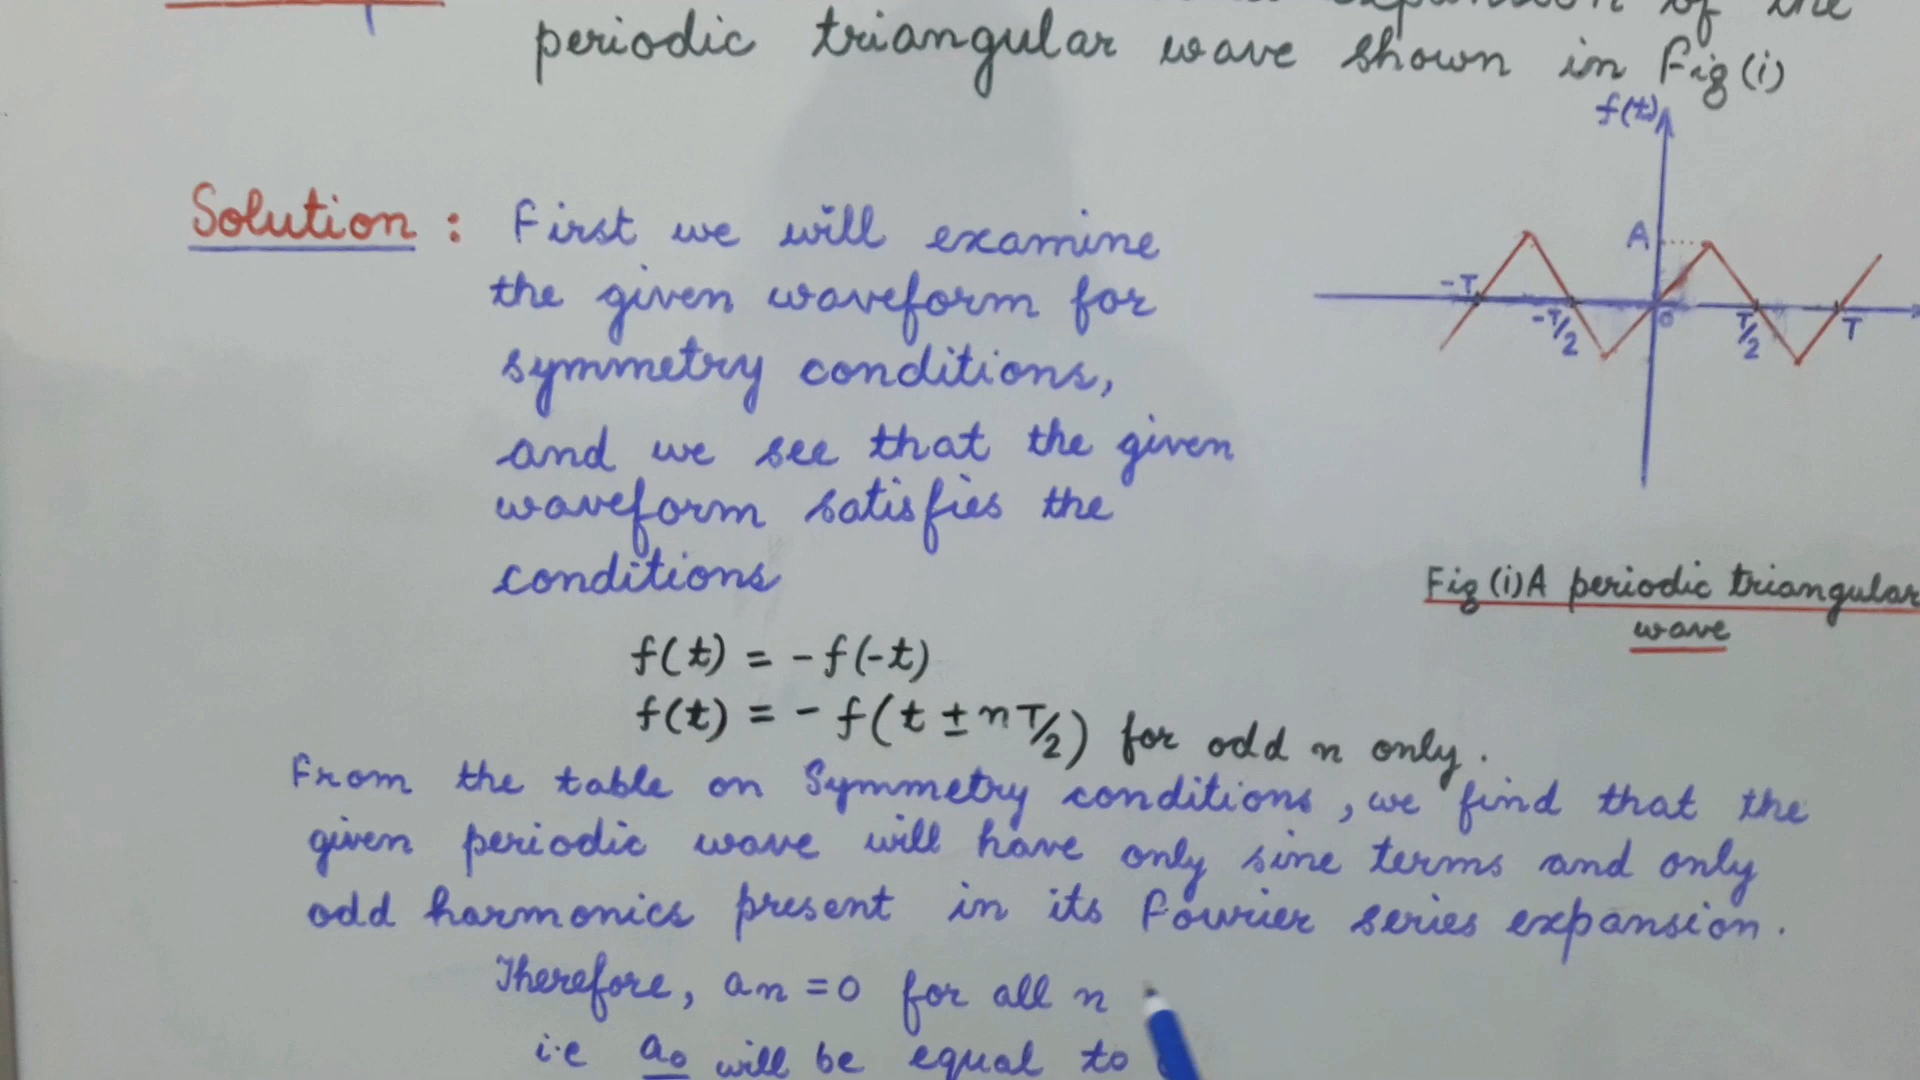 expansion of the
periodic triangular wave shown in Fig (i)
f(t)
A
-T
-T/2
0
T/2
T
Fig (i) A periodic triangular
wave
Solution : First we will examine
the given waveform for
symmetry conditions,
and we see that the given
waveform satisfies the
conditions
f(t) = - f(-t)
f(t) = - f(t ± nT/2) for odd n only.
From the table on Symmetry conditions, we find that the
given periodic wave will have only sine terms and only
odd harmonics present in its Fourier series expansion.
Therefore, an = 0 for all n
i.e a0 will be equal to